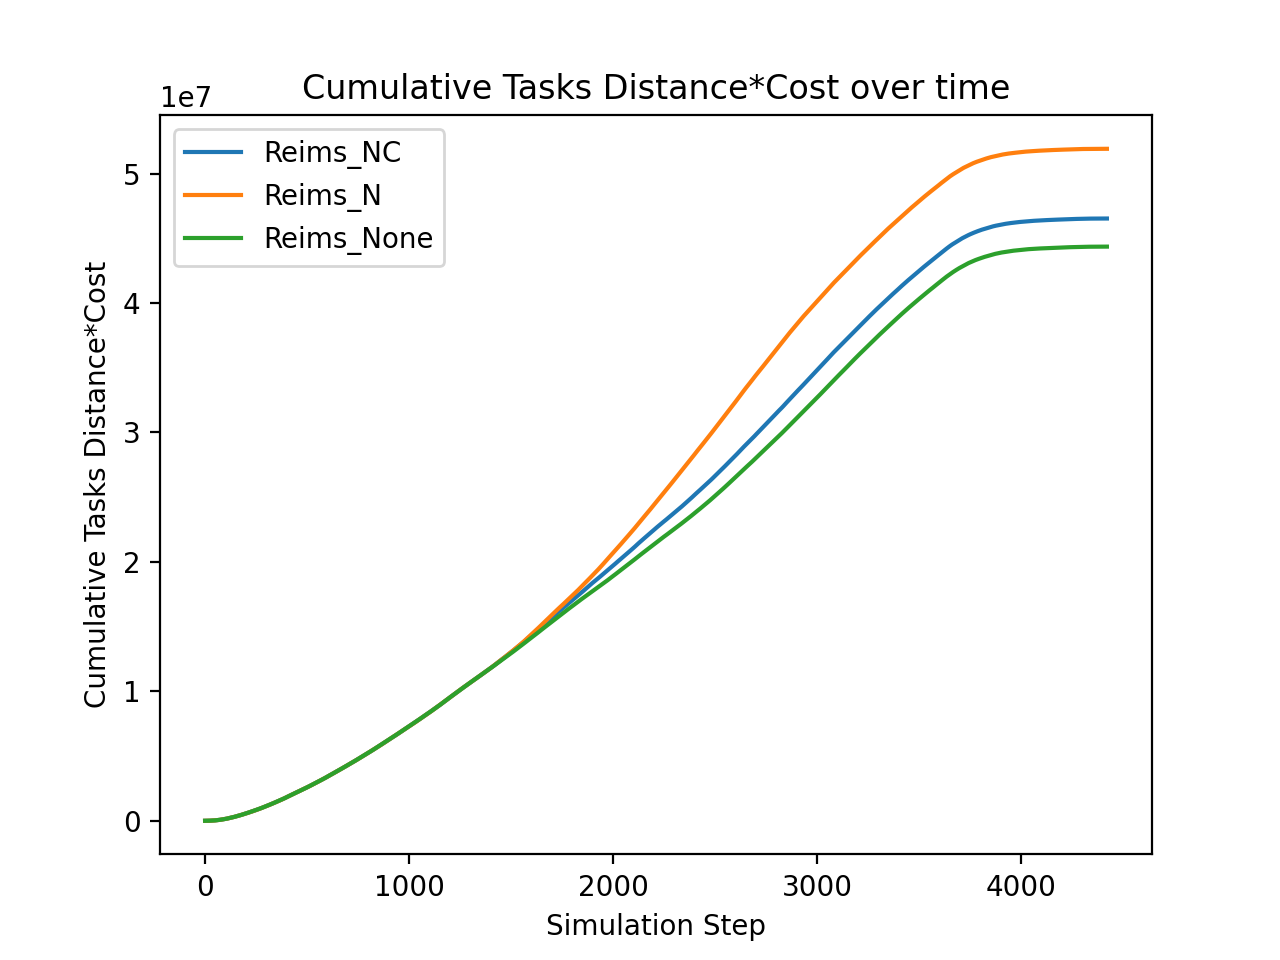 Cumulative Tasks Distance*Cost over time
1e7
Reims_NC
Reims_N
Reims_None
Cumulative Tasks Distance*Cost
5
4
3
2
1
0
0 1000 2000 3000 4000
Simulation Step